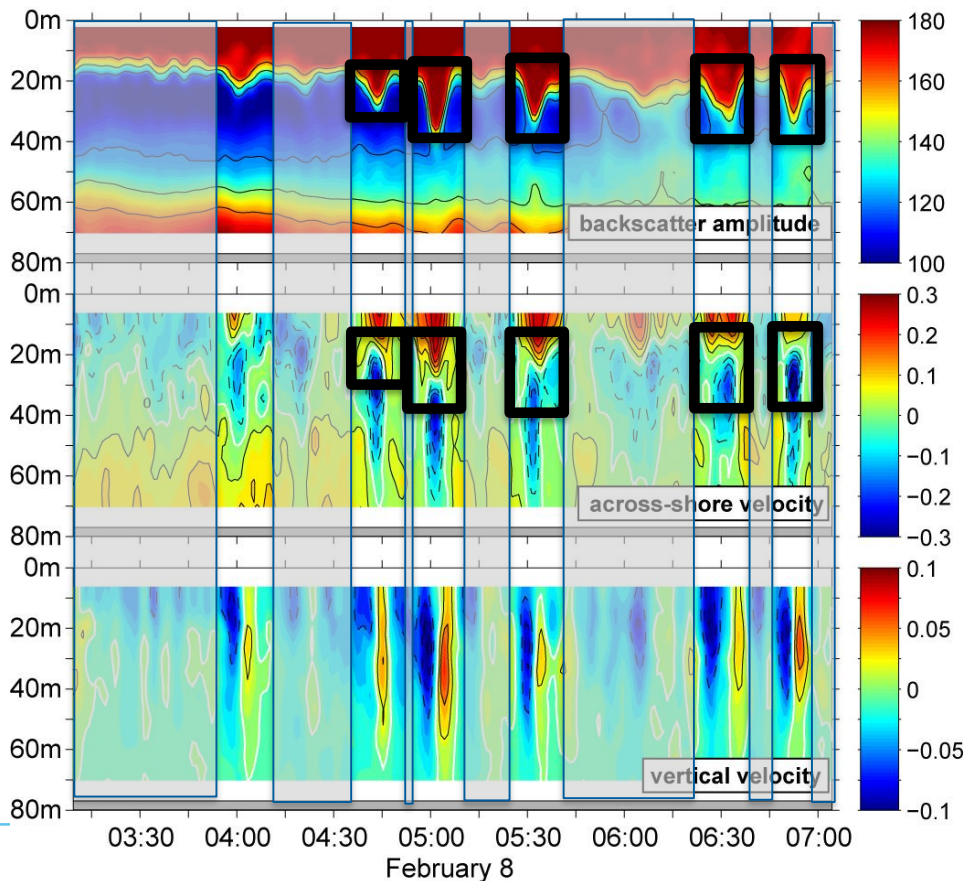 0m
20m
40m
60m
80m
180
160
140
120
100
backscatter amplitude
0m
20m
40m
60m
80m
0.3
0.2
0.1
0
−0.1
−0.2
−0.3
0
across-shore velocity
0m
20m
40m
60m
80m
0.1
0.05
0
−0.05
−0.1
vertical velocity
03:30 04:00 04:30 05:00 05:30 06:00 06:30 07:00
February 8